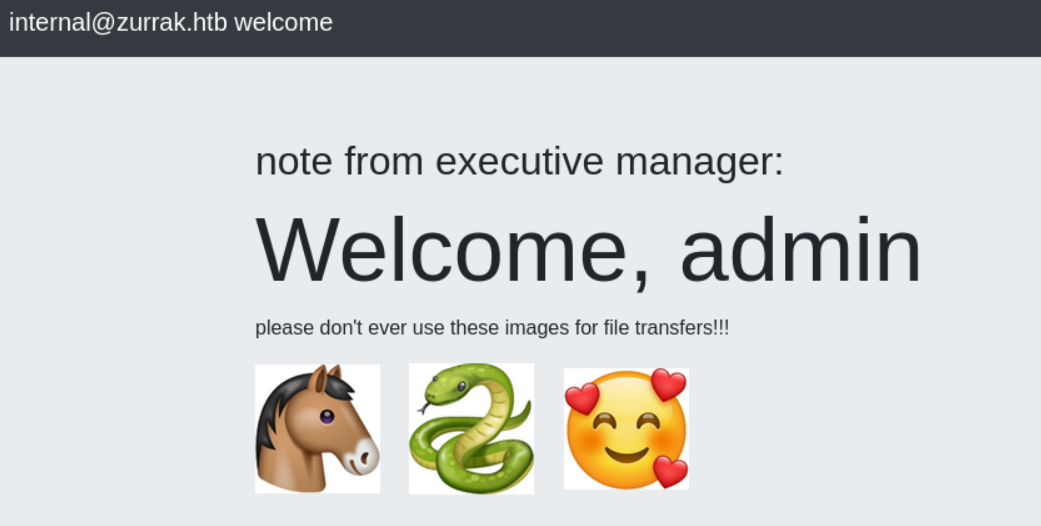 internal@zurrak.htb welcome
note from executive manager:
Welcome, admin
please don't ever use these images for file transfers!!!